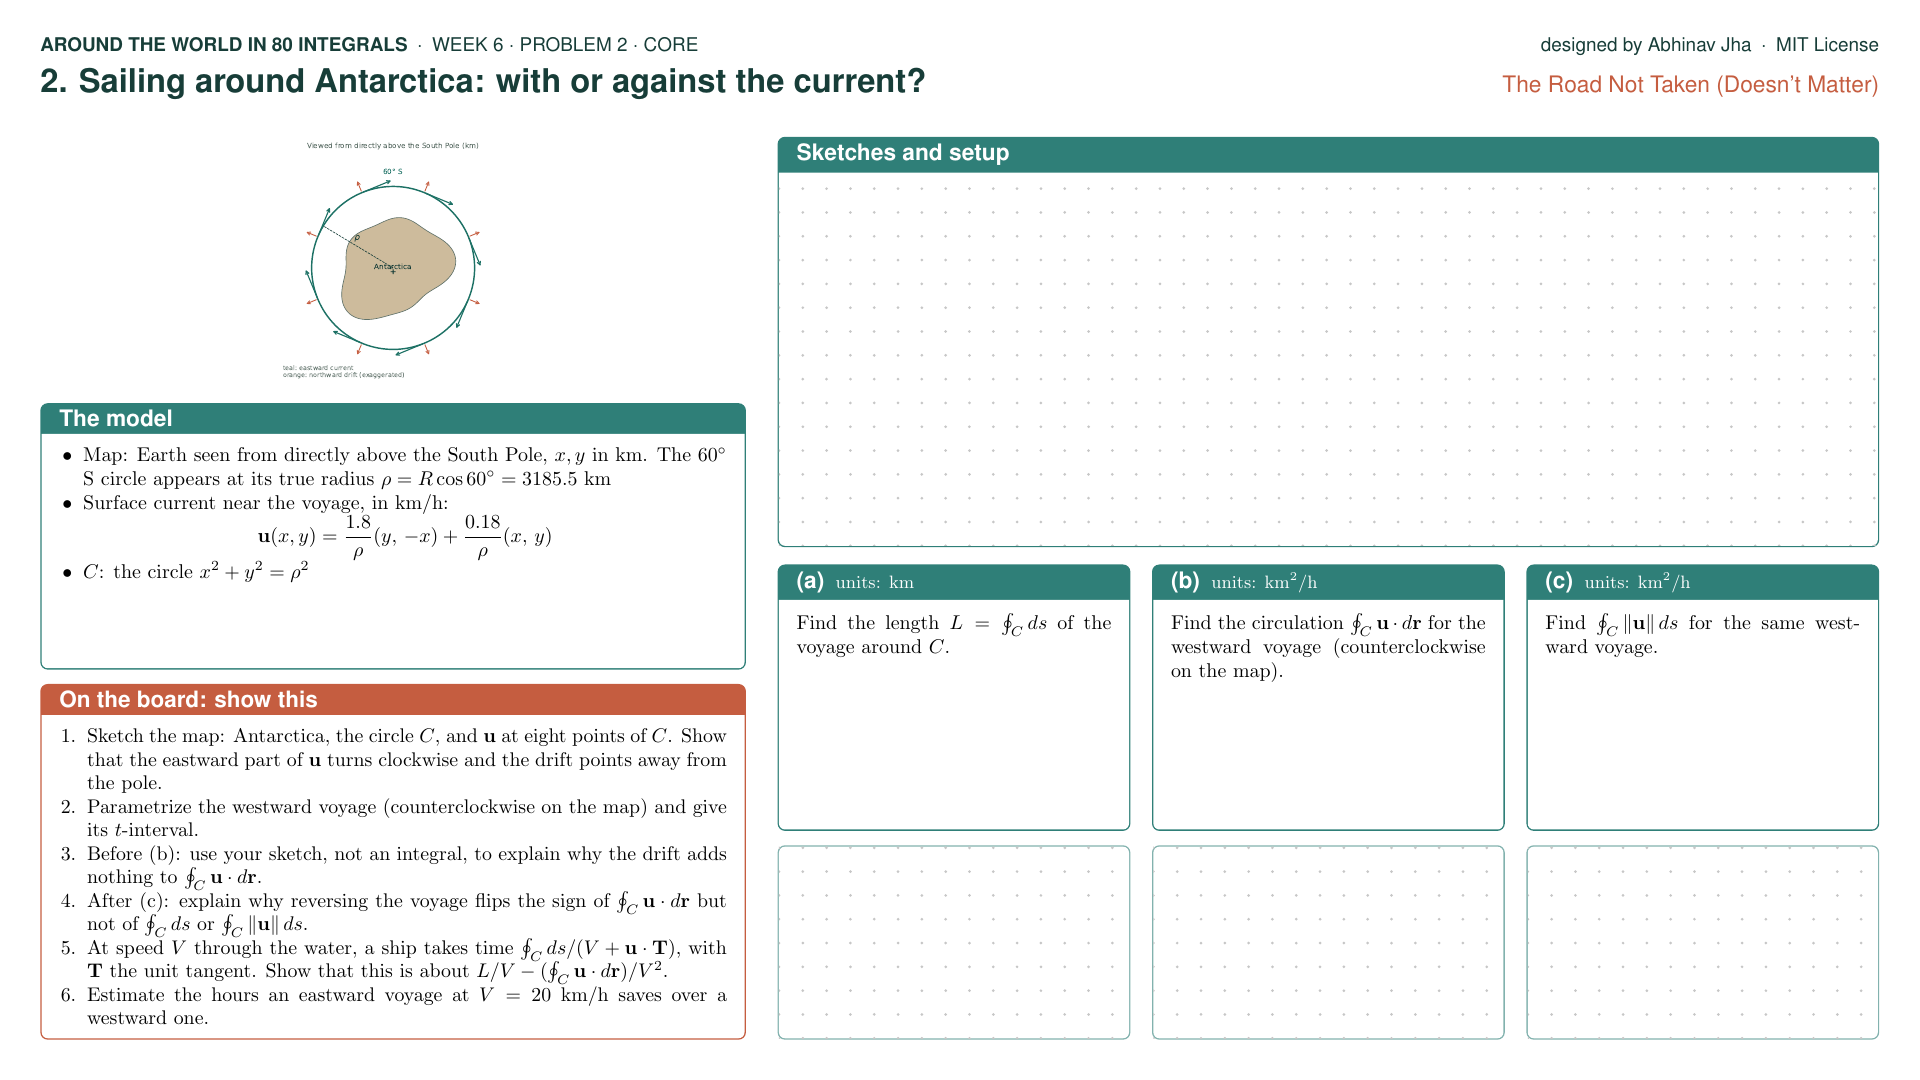 AROUND THE WORLD IN 80 INTEGRALS · WEEK 6 · PROBLEM 2 · CORE
designed by Abhinav Jha · MIT License
2. Sailing around Antarctica: with or against the current?
The Road Not Taken (Doesn't Matter)
Viewed from directly above the South Pole (km)
60° S
ρ
Antarctica
teal: eastward current
orange: northward drift (exaggerated)
The model
• Map: Earth seen from directly above the South Pole, x, y in km. The 60°
S circle appears at its true radius ρ = R cos 60° = 3185.5 km
• Surface current near the voyage, in km/h:
u(x, y) = 1.8/ρ (y, −x) + 0.18/ρ (x, y)
• C: the circle x² + y² = ρ²
On the board: show this
1. Sketch the map: Antarctica, the circle C, and u at eight points of C. Show
that the eastward part of u turns clockwise and the drift points away from
the pole.
2. Parametrize the westward voyage (counterclockwise on the map) and give
its t-interval.
3. Before (b): use your sketch, not an integral, to explain why the drift adds
nothing to ∮_C u · dr.
4. After (c): explain why reversing the voyage flips the sign of ∮_C u · dr but
not of ∮_C ds or ∮_C ‖u‖ ds.
5. At speed V through the water, a ship takes time ∮_C ds/(V + u · T), with
T the unit tangent. Show that this is about L/V − (∮_C u · dr)/V².
6. Estimate the hours an eastward voyage at V = 20 km/h saves over a
westward one.
Sketches and setup
(a) units: km
Find the length L = ∮_C ds of the
voyage around C.
(b) units: km²/h
Find the circulation ∮_C u · dr for the
westward voyage (counterclockwise
on the map).
(c) units: km²/h
Find ∮_C ‖u‖ ds for the same west-
ward voyage.